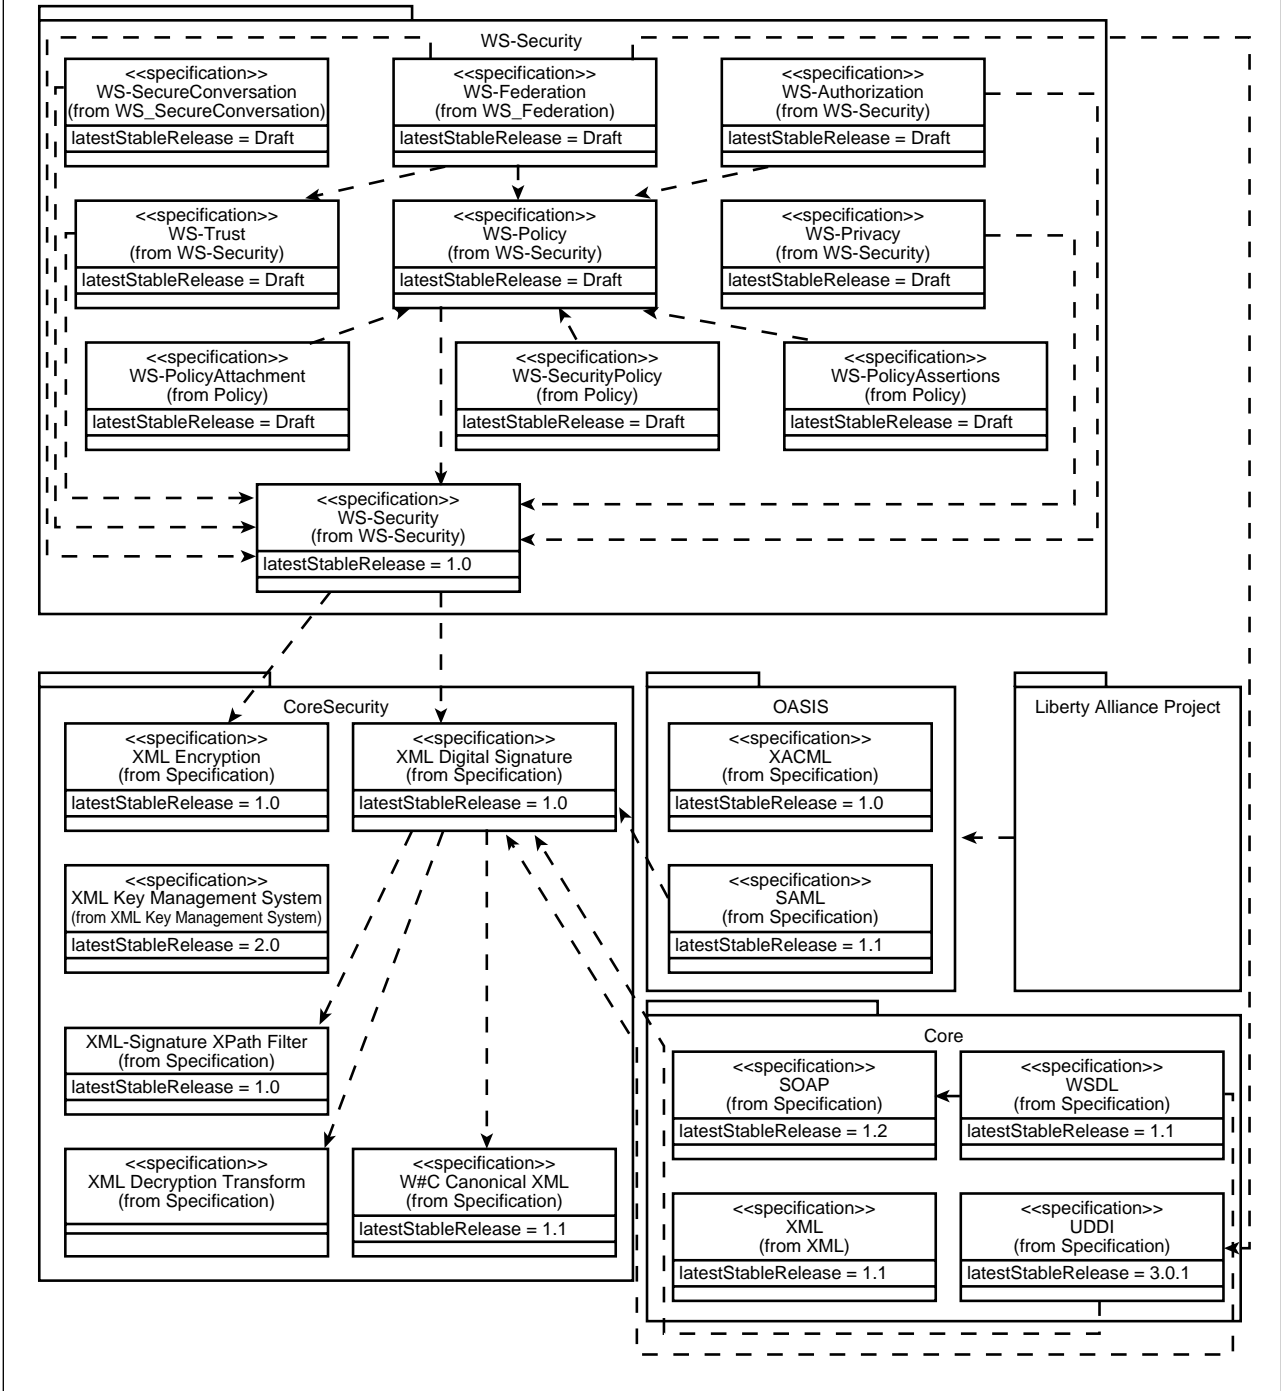 WS-Security
<<specification>>
WS-SecureConversation
(from WS_SecureConversation)
latestStableRelease = Draft
<<specification>>
WS-Federation
(from WS_Federation)
latestStableRelease = Draft
<<specification>>
WS-Authorization
(from WS-Security)
latestStableRelease = Draft
<<specification>>
WS-Trust
(from WS-Security)
latestStableRelease = Draft
<<specification>>
WS-Policy
(from WS-Security)
latestStableRelease = Draft
<<specification>>
WS-Privacy
(from WS-Security)
latestStableRelease = Draft
<<specification>>
WS-PolicyAttachment
(from Policy)
latestStableRelease = Draft
<<specification>>
WS-SecurityPolicy
(from Policy)
latestStableRelease = Draft
<<specification>>
WS-PolicyAssertions
(from Policy)
latestStableRelease = Draft
<<specification>>
WS-Security
(from WS-Security)
latestStableRelease = 1.0
CoreSecurity
<<specification>>
XML Encryption
(from Specification)
latestStableRelease = 1.0
<<specification>>
XML Digital Signature
(from Specification)
latestStableRelease = 1.0
<<specification>>
XML Key Management System
(from XML Key Management System)
latestStableRelease = 2.0
XML-Signature XPath Filter
(from Specification)
latestStableRelease = 1.0
<<specification>>
XML Decryption Transform
(from Specification)
<<specification>>
W#C Canonical XML
(from Specification)
latestStableRelease = 1.1
OASIS
<<specification>>
XACML
(from Specification)
latestStableRelease = 1.0
<<specification>>
SAML
(from Specification)
latestStableRelease = 1.1
Liberty Alliance Project
Core
<<specification>>
SOAP
(from Specification)
latestStableRelease = 1.2
<<specification>>
WSDL
(from Specification)
latestStableRelease = 1.1
<<specification>>
XML
(from XML)
latestStableRelease = 1.1
<<specification>>
UDDI
(from Specification)
latestStableRelease = 3.0.1